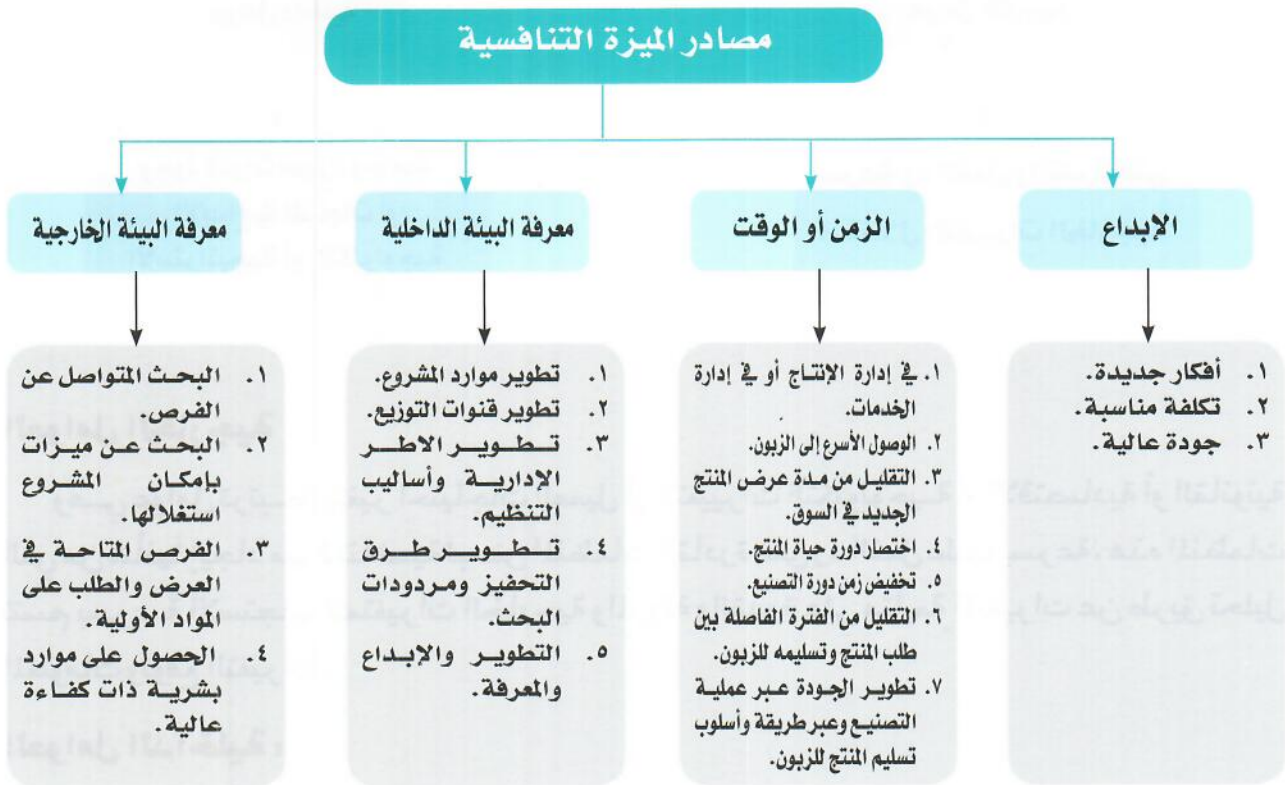 مصادر الميزة التنافسية
الإبداع
١. أفكار جديدة.
٢. تكلفة مناسبة.
٣. جودة عالية.
الزمن أو الوقت
١. في إدارة الإنتاج أو في إدارة
الخدمات.
٢. الوصول الأسرع إلى الزبون.
٣. التقليل من مدة عرض المنتج
الجديد في السوق.
٤. اختصار دورة حياة المنتج.
٥. تخفيض زمن دورة التصنيع.
٦. التقليل من الفترة الفاصلة بين
طلب المنتج وتسليمه للزبون.
٧. تطوير الجودة عبر عملية
التصنيع وعبر طريقة وأسلوب
تسليم المنتج للزبون.
معرفة البيئة الداخلية
١. تطوير موارد المشروع.
٢. تطوير قنوات التوزيع.
٣. تطوير الاطر
الإدارية وأساليب
التنظيم.
٤. تطوير طرق
التحفيز ومردودات
البحث.
٥. التطوير والإبداع
والمعرفة.
معرفة البيئة الخارجية
١. البحث المتواصل عن
الفرص.
٢. البحث عن ميزات
بإمكان المشروع
استغلالها.
٣. الفرص المتاحة في
العرض والطلب على
المواد الأولية.
٤. الحصول على موارد
بشرية ذات كفاءة
عالية.